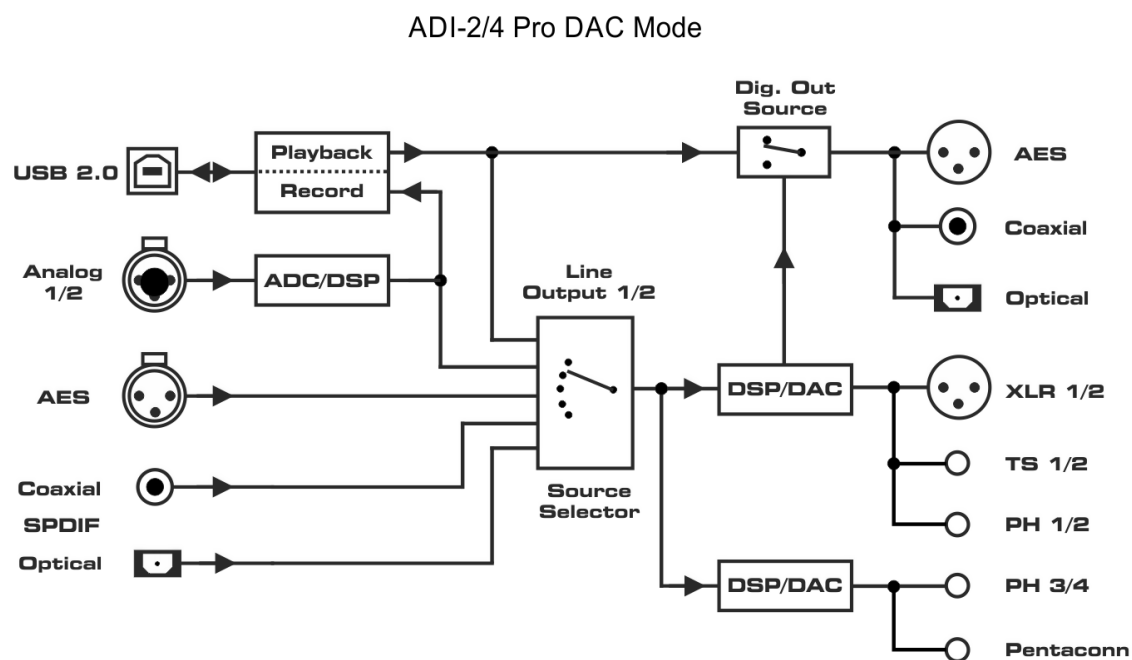 ADI-2/4 Pro DAC Mode
Dig. Out
Source
Playback
USB 2.0
Record
AES
Coaxial
Analog
1/2
ADC/DSP
Line
Output 1/2
Optical
AES
DSP/DAC
XLR 1/2
TS 1/2
Coaxial
Source
Selector
SPDIF
PH 1/2
Optical
DSP/DAC
PH 3/4
Pentaconn